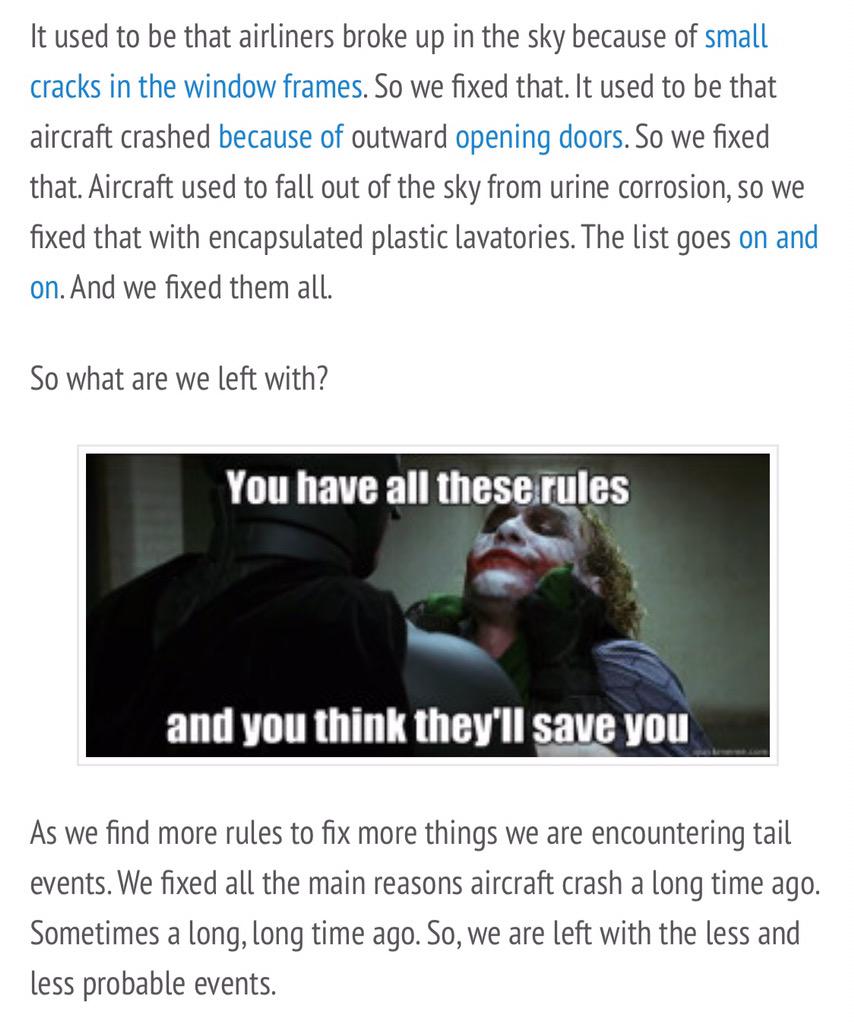 It used to be that airliners broke up in the sky because of small
cracks in the window frames. So we fixed that. It used to be that
aircraft crashed because of outward opening doors. So we fixed
that. Aircraft used to fall out of the sky from urine corrosion, so we
fixed that with encapsulated plastic lavatories. The list goes on and
on. And we fixed them all.
So what are we left with?
You have all these rules
and you think they'll save you
As we find more rules to fix more things we are encountering tail
events. We fixed all the main reasons aircraft crash a long time ago.
Sometimes a long, long time ago. So, we are left with the less and
less probable events.